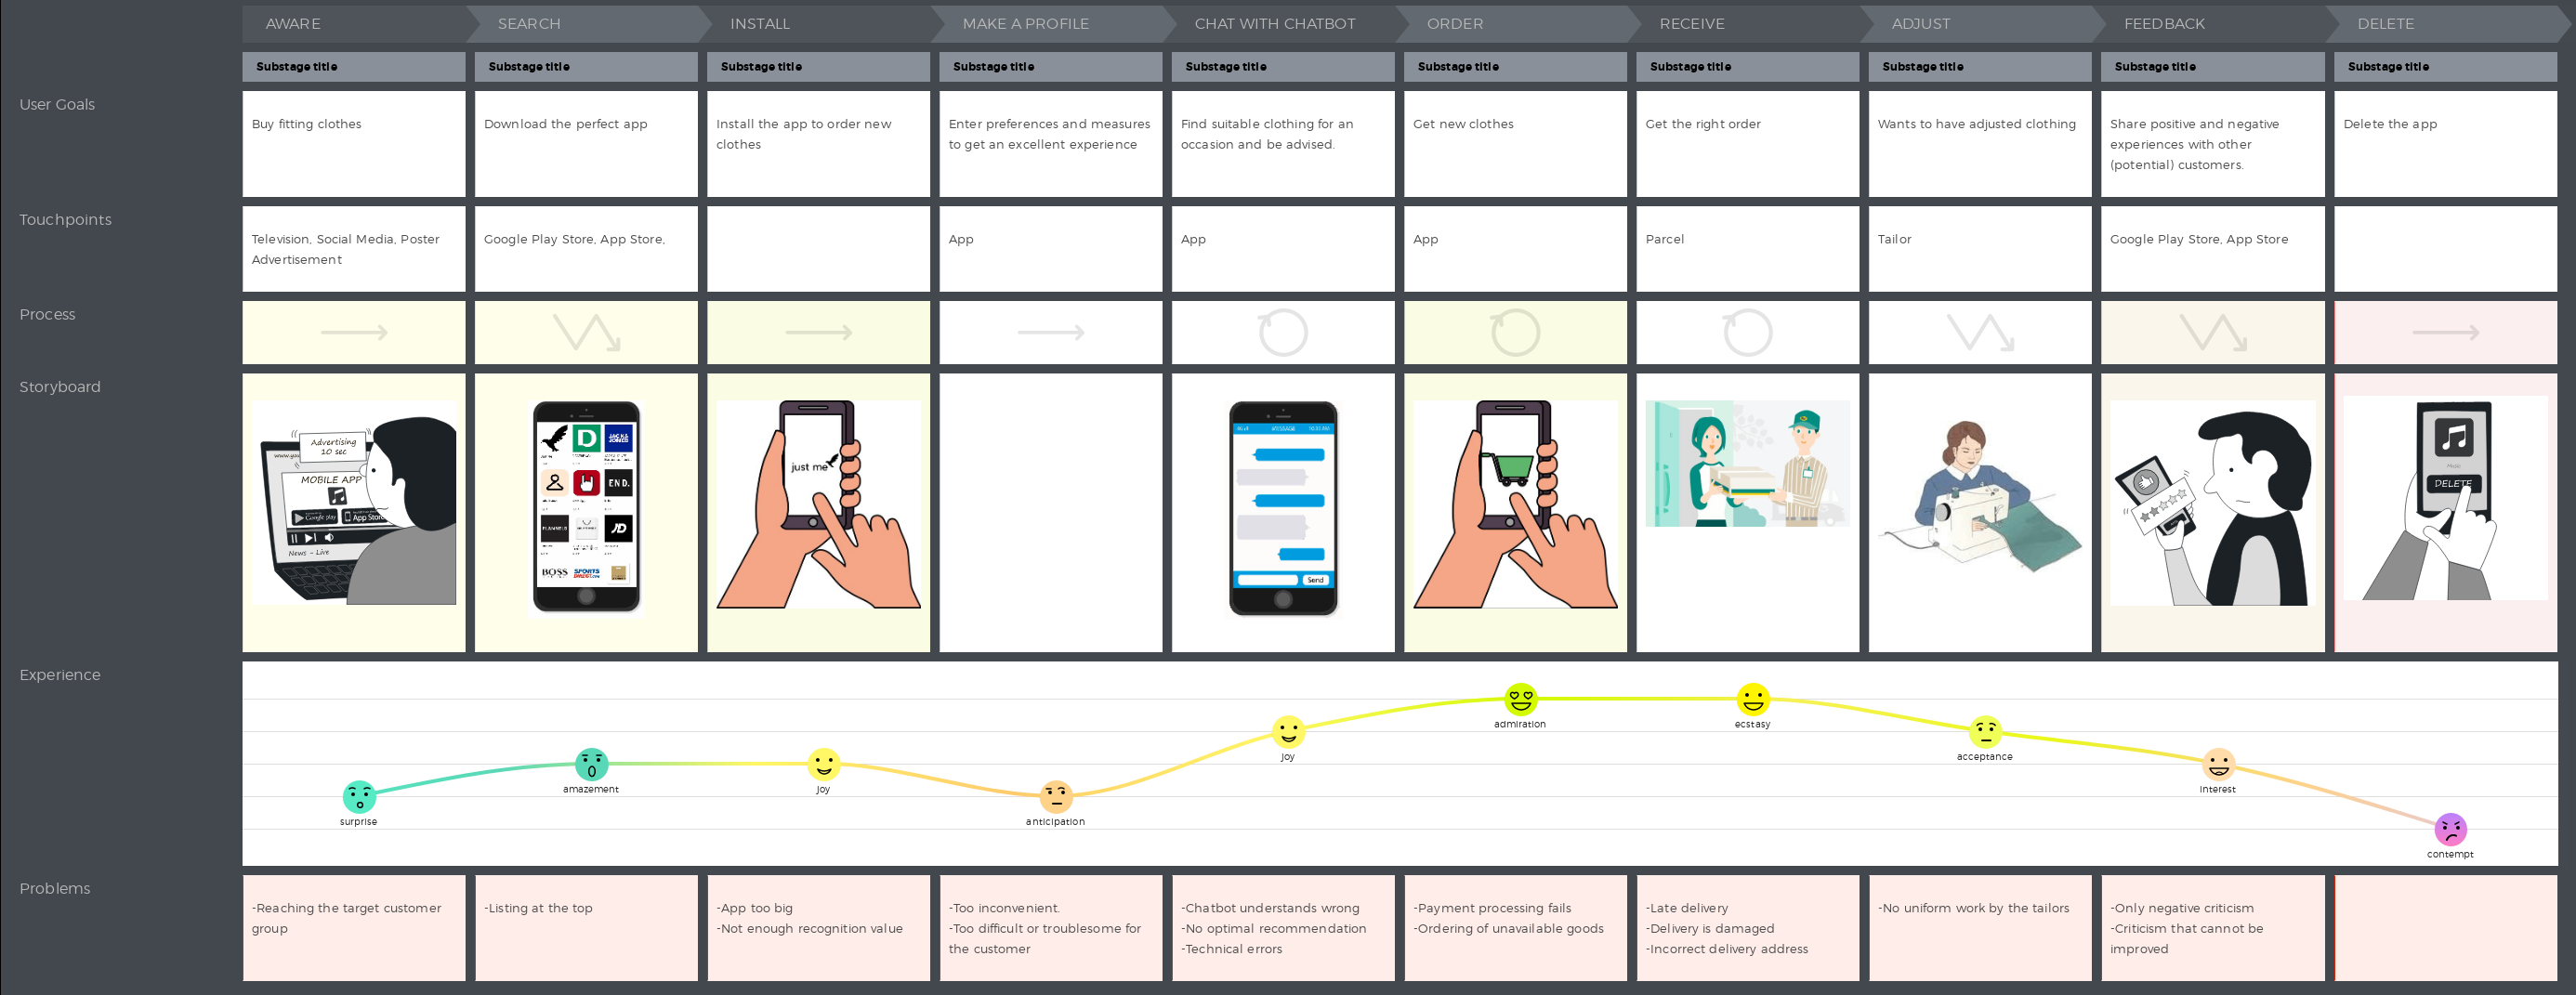 AWARE
SEARCH
INSTALL
MAKE A PROFILE
CHAT WITH CHATBOT
ORDER
RECEIVE
ADJUST
FEEDBACK
DELETE
Substage title
Substage title
Substage title
Substage title
Substage title
Substage title
Substage title
Substage title
Substage title
Substage title
User Goals
Buy fitting clothes
Download the perfect app
Install the app to order new
clothes
Enter preferences and measures
to get an excellent experience
Find suitable clothing for an
occasion and be advised.
Get new clothes
Get the right order
Wants to have adjusted clothing
Share positive and negative
experiences with other
(potential) customers.
Delete the app
Touchpoints
Television, Social Media, Poster
Advertisement
Google Play Store, App Store,
App
App
App
Parcel
Tailor
Google Play Store, App Store
Process
Storyboard
Advertising
10 sec
MOBILE APP
Google play
App Store
News - Live
D
JACK &
JONES
END.
JD
BOSS
SPORTS
just me
MESSAGE
Send
DELETE
Experience
surprise
amazement
joy
anticipation
joy
admiration
ecstasy
acceptance
interest
contempt
Problems
-Reaching the target customer
group
-Listing at the top
-App too big
-Not enough recognition value
-Too inconvenient.
-Too difficult or troublesome for
the customer
-Chatbot understands wrong
-No optimal recommendation
-Technical errors
-Payment processing fails
-Ordering of unavailable goods
-Late delivery
-Delivery is damaged
-Incorrect delivery address
-No uniform work by the tailors
-Only negative criticism
-Criticism that cannot be
improved